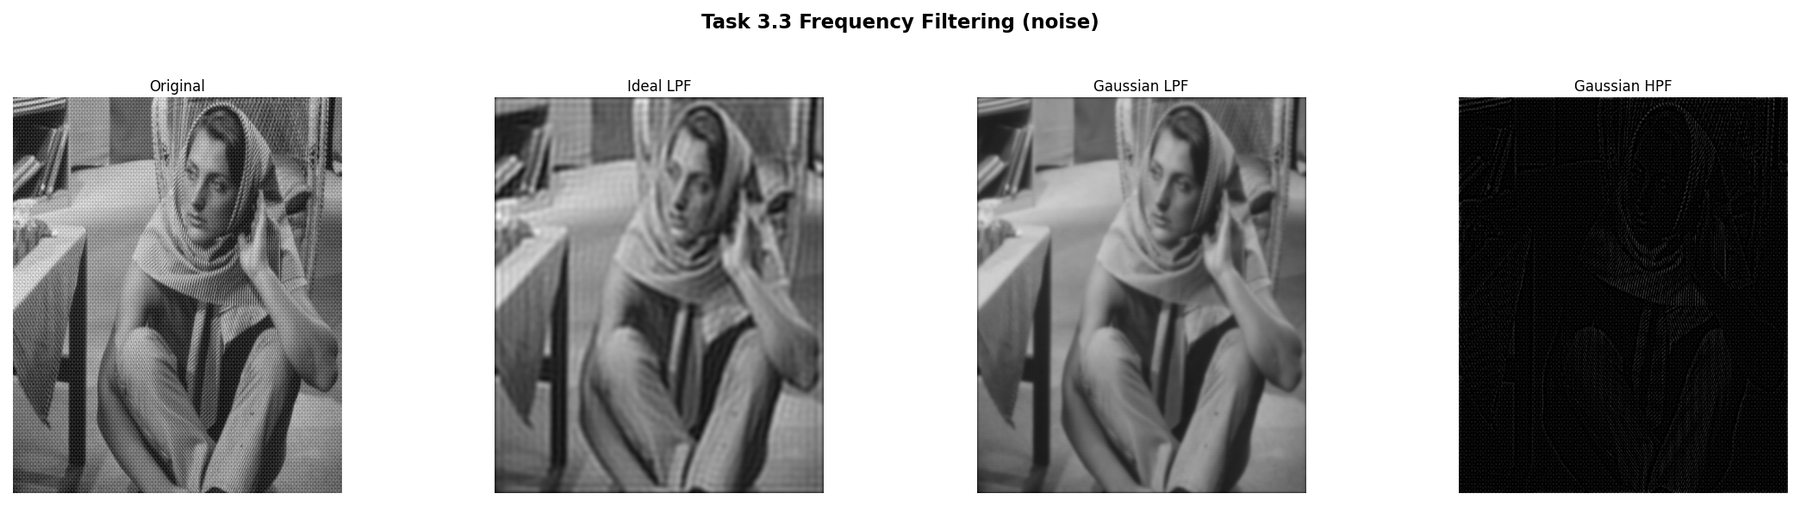 Task 3.3 Frequency Filtering (noise)
Original
Ideal LPF
Gaussian LPF
Gaussian HPF